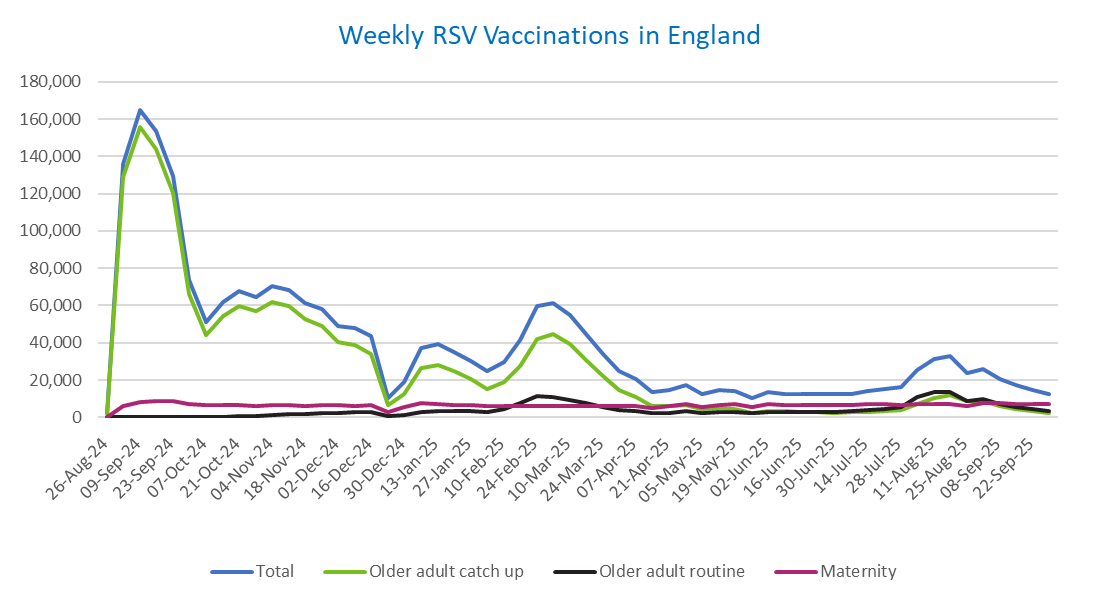 Weekly RSV Vaccinations in England
180,000
160,000
140,000
120,000
100,000
80,000
60,000
40,000
20,000
0
26-Aug-24
09-Sep-24
23-Sep-24
07-Oct-24
21-Oct-24
04-Nov-24
18-Nov-24
02-Dec-24
16-Dec-24
30-Dec-24
13-Jan-25
27-Jan-25
10-Feb-25
24-Feb-25
10-Mar-25
24-Mar-25
07-Apr-25
21-Apr-25
05-May-25
19-May-25
02-Jun-25
16-Jun-25
30-Jun-25
14-Jul-25
28-Jul-25
11-Aug-25
25-Aug-25
08-Sep-25
22-Sep-25
Total
Older adult catch up
Older adult routine
Maternity